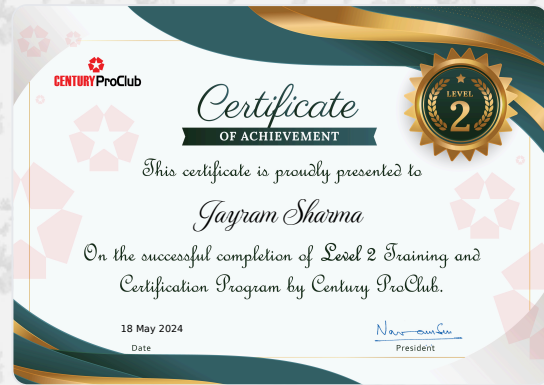 CENTURY ProClub
LEVEL
2
Certificate
OF ACHIEVEMENT
This certificate is proudly presented to
Jayram Sharma
On the successful completion of Level 2 Training and
Certification Program by Century ProClub.
18 May 2024
Date
President